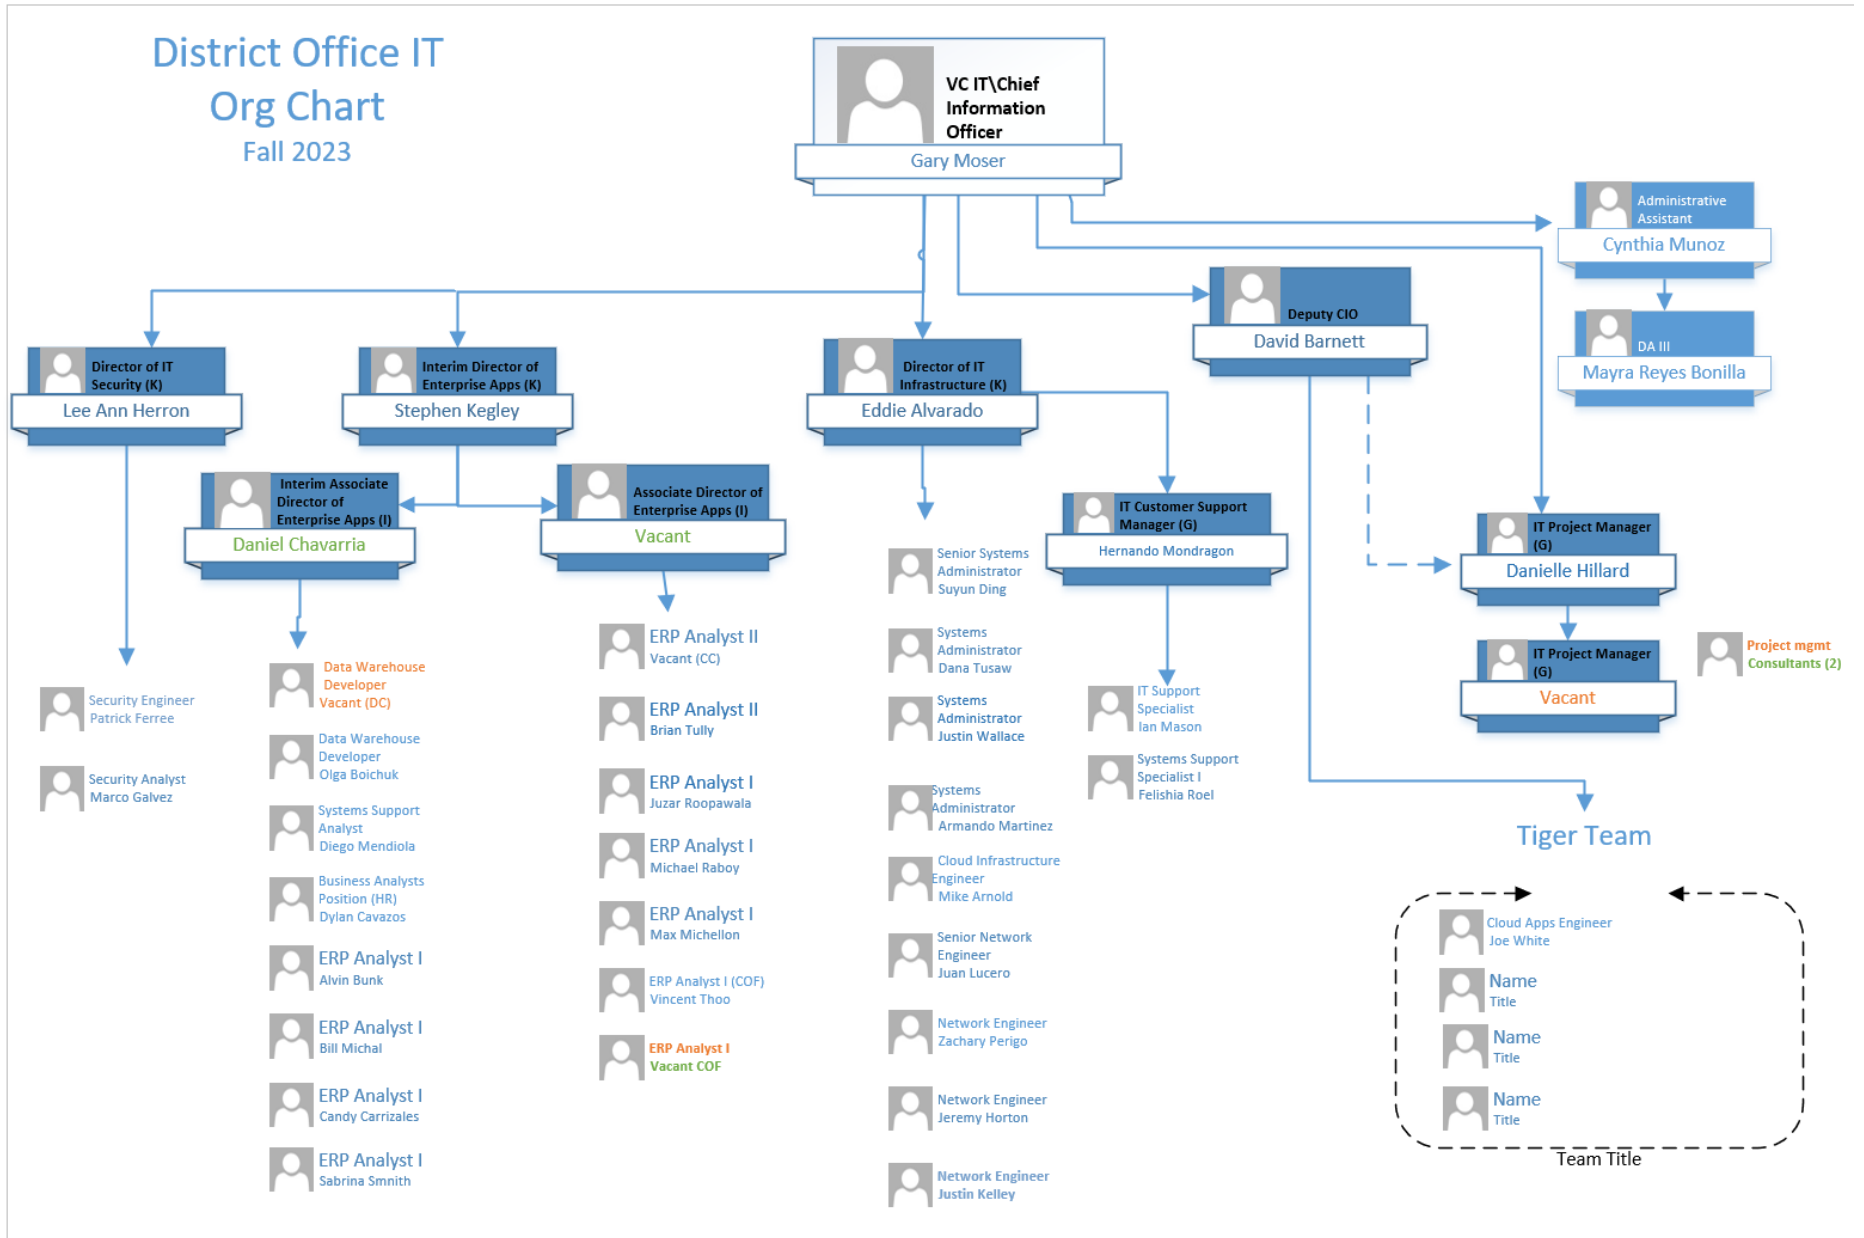 District Office IT
Org Chart
Fall 2023
VC IT\Chief
Information
Officer
Gary Moser
Administrative
Assistant
Cynthia Munoz
DA III
Mayra Reyes Bonilla
Deputy CIO
David Barnett
Director of IT
Security (K)
Lee Ann Herron
Interim Director of
Enterprise Apps (K)
Stephen Kegley
Director of IT
Infrastructure (K)
Eddie Alvarado
Interim Associate
Director of
Enterprise Apps (I)
Daniel Chavarria
Associate Director of
Enterprise Apps (I)
Vacant
IT Customer Support
Manager (G)
Hernando Mondragon
IT Project Manager
(G)
Danielle Hillard
IT Project Manager
(G)
Vacant
Project mgmt
Consultants (2)
Security Engineer
Patrick Ferree
Security Analyst
Marco Galvez
Data Warehouse
Developer
Vacant (DC)
Data Warehouse
Developer
Olga Boichuk
Systems Support
Analyst
Diego Mendiola
Business Analysts
Position (HR)
Dylan Cavazos
ERP Analyst I
Alvin Bunk
ERP Analyst I
Bill Michal
ERP Analyst I
Candy Carrizales
ERP Analyst I
Sabrina Smnith
ERP Analyst II
Vacant (CC)
ERP Analyst II
Brian Tully
ERP Analyst I
Juzar Roopawala
ERP Analyst I
Michael Raboy
ERP Analyst I
Max Michellon
ERP Analyst I (COF)
Vincent Thoo
ERP Analyst I
Vacant COF
Senior Systems
Administrator
Suyun Ding
Systems
Administrator
Dana Tusaw
Systems
Administrator
Justin Wallace
Systems
Administrator
Armando Martinez
Cloud Infrastructure
Engineer
Mike Arnold
Senior Network
Engineer
Juan Lucero
Network Engineer
Zachary Perigo
Network Engineer
Jeremy Horton
Network Engineer
Justin Kelley
IT Support
Specialist
Ian Mason
Systems Support
Specialist I
Felishia Roel
Tiger Team
Cloud Apps Engineer
Joe White
Name
Title
Name
Title
Name
Title
Team Title